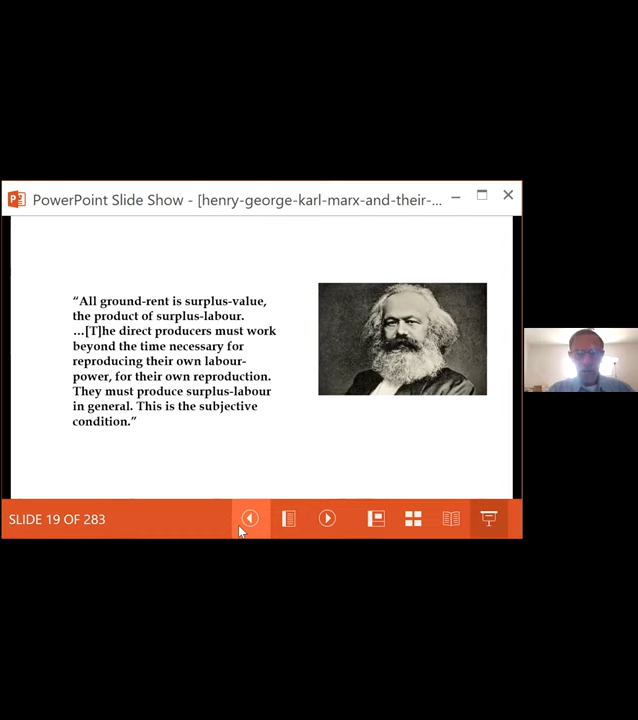 PowerPoint Slide Show - [henry-george-karl-marx-and-their-...
“All ground-rent is surplus-value,
the product of surplus-labour.
…[T]he direct producers must work
beyond the time necessary for
reproducing their own labour-
power, for their own reproduction.
They must produce surplus-labour
in general. This is the subjective
condition.”
SLIDE 19 OF 283